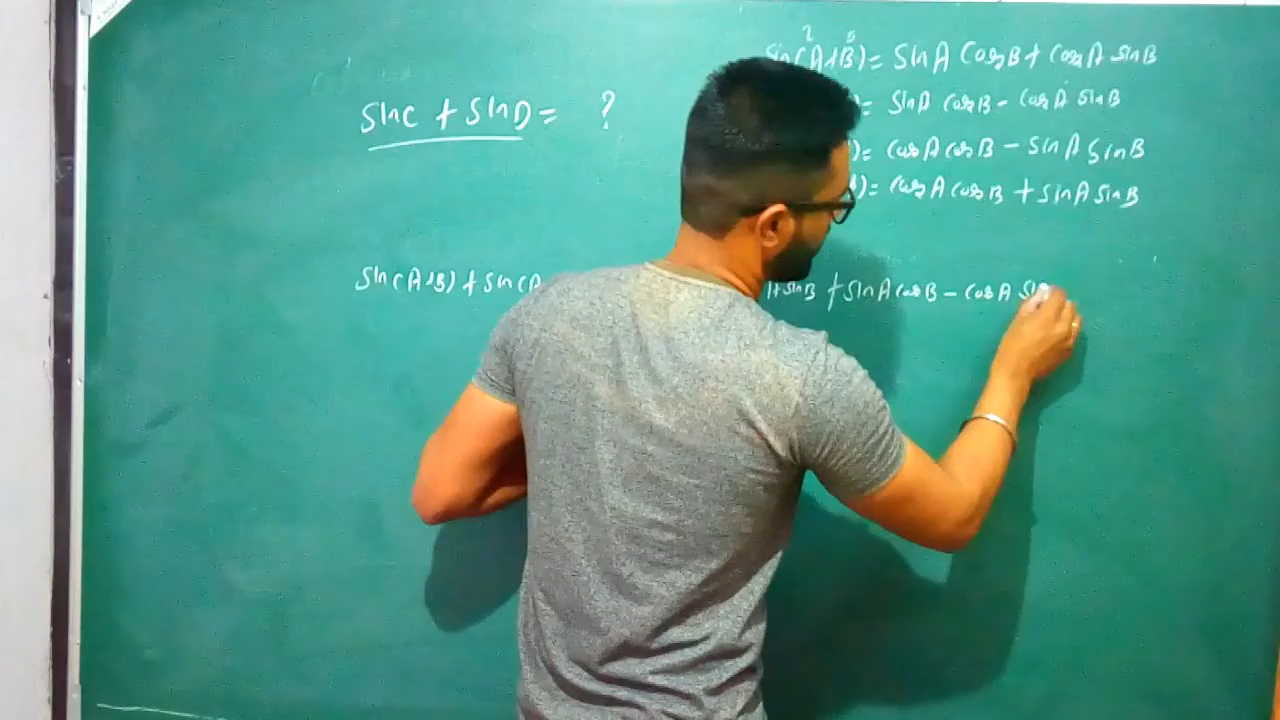 sin(A+B) = sinA cosB + cosA sinB
sinC + sinD = ?
) = sinA cosB - cosA sinB
) = cosA cosB - sinA sinB
) = cosA cosB + sinA sinB
sin(A+B) + sin(A sinB + sinA cosB - cosA